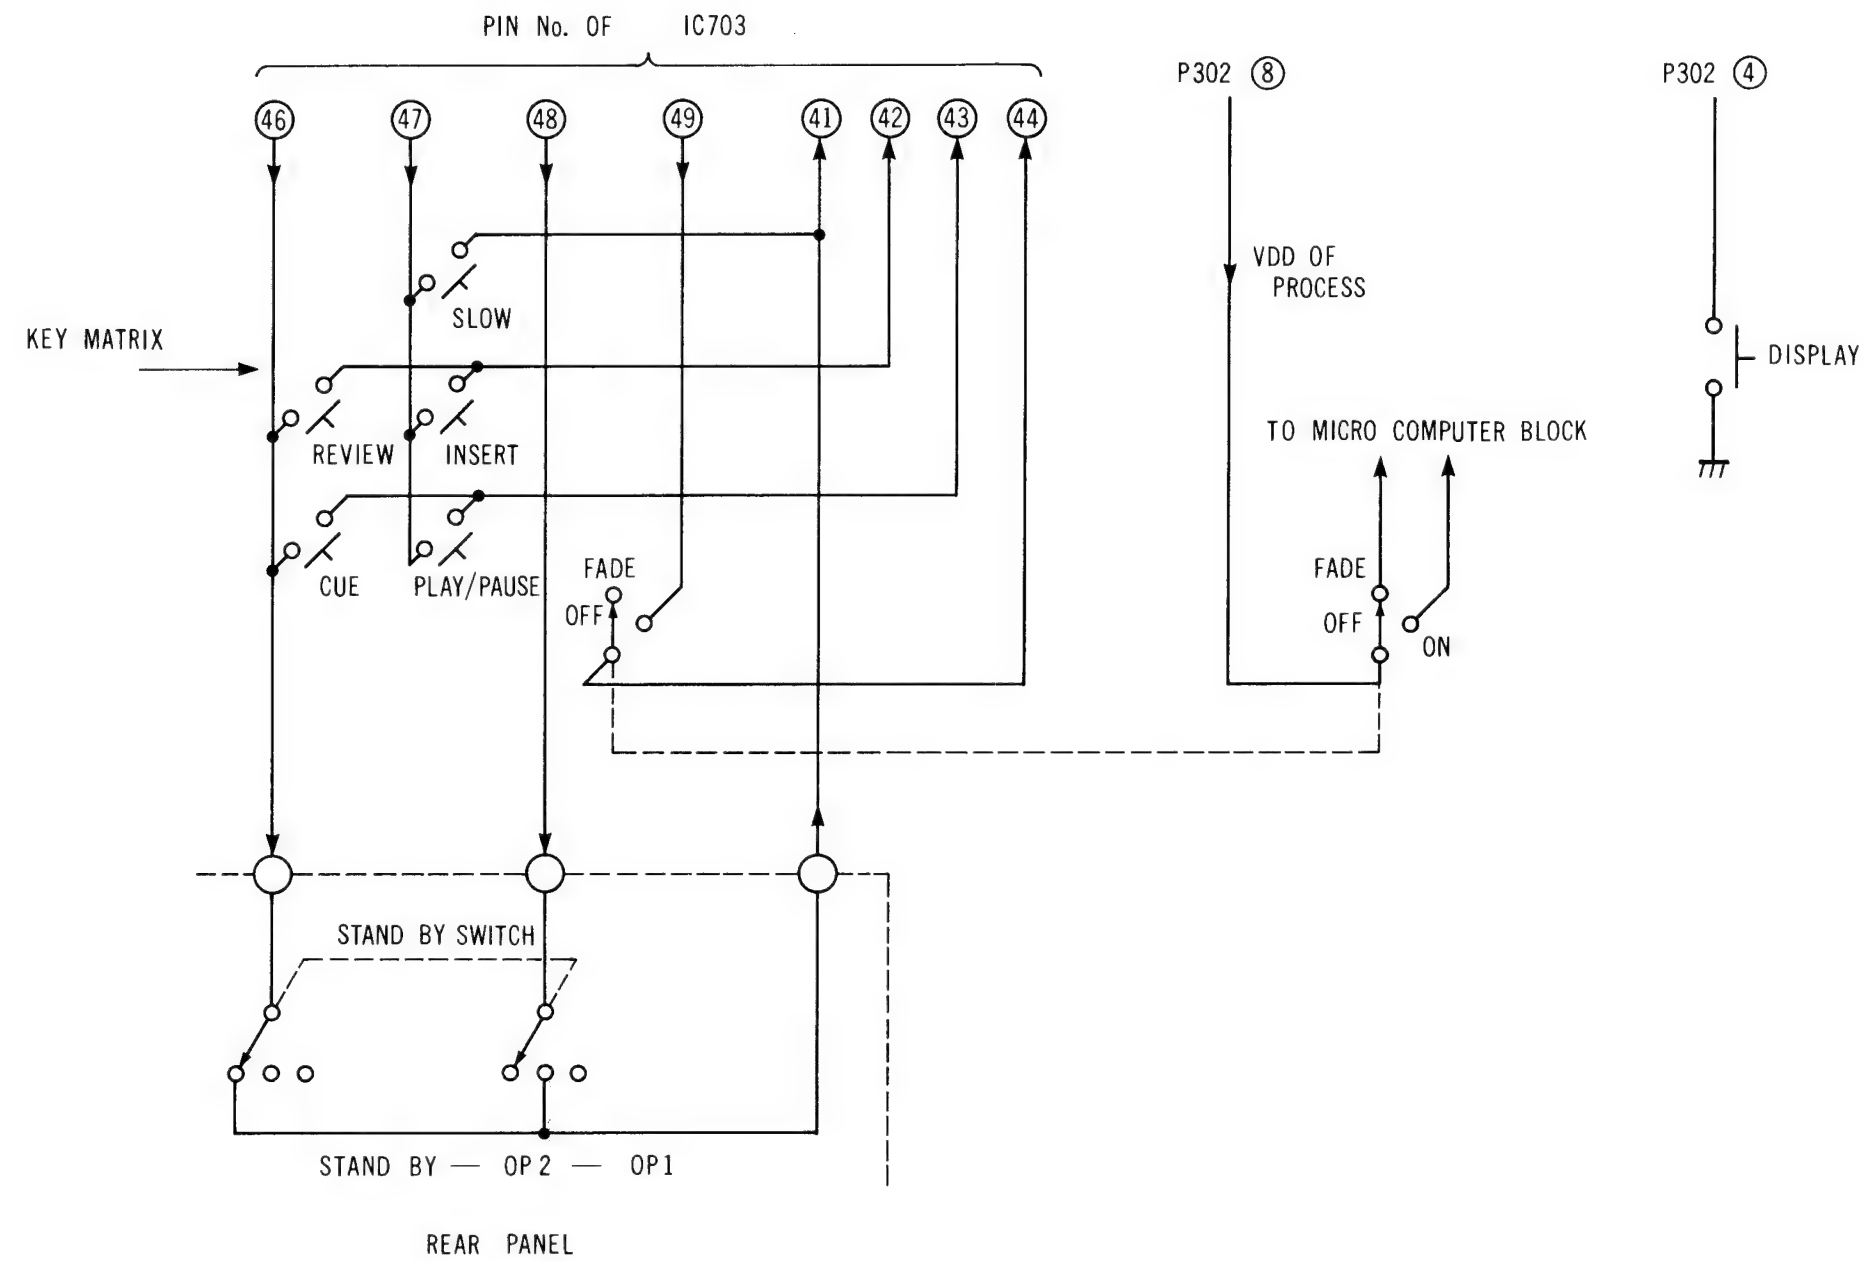 PIN No. OF IC703
P302 ⑧
P302 ④
㊻ ㊼ ㊽ ㊾ ㊶ ㊷ ㊸ ㊹
VDD OF
PROCESS
SLOW
KEY MATRIX
DISPLAY
TO MICRO COMPUTER BLOCK
REVIEW
INSERT
CUE
PLAY/PAUSE
FADE
OFF
FADE
OFF
ON
STAND BY SWITCH
STAND BY — OP2 — OP1
REAR PANEL